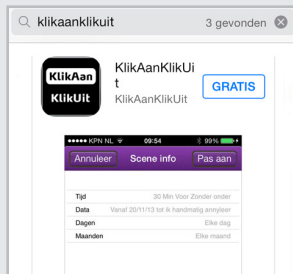 klikaanklikuit 3 gevonden
KlikAan
KlikUit
KlikAanKlikUi
t
KlikAanKlikUit
GRATIS
KPN NL 09:54 99%
Annuleer Scene info Pas aan
Tijd 30 Min Voor Zonder onder
Data Vanaf 20/11/13 tot ik handmatig annyleer
Dagen Elke dag
Maanden Elke maand